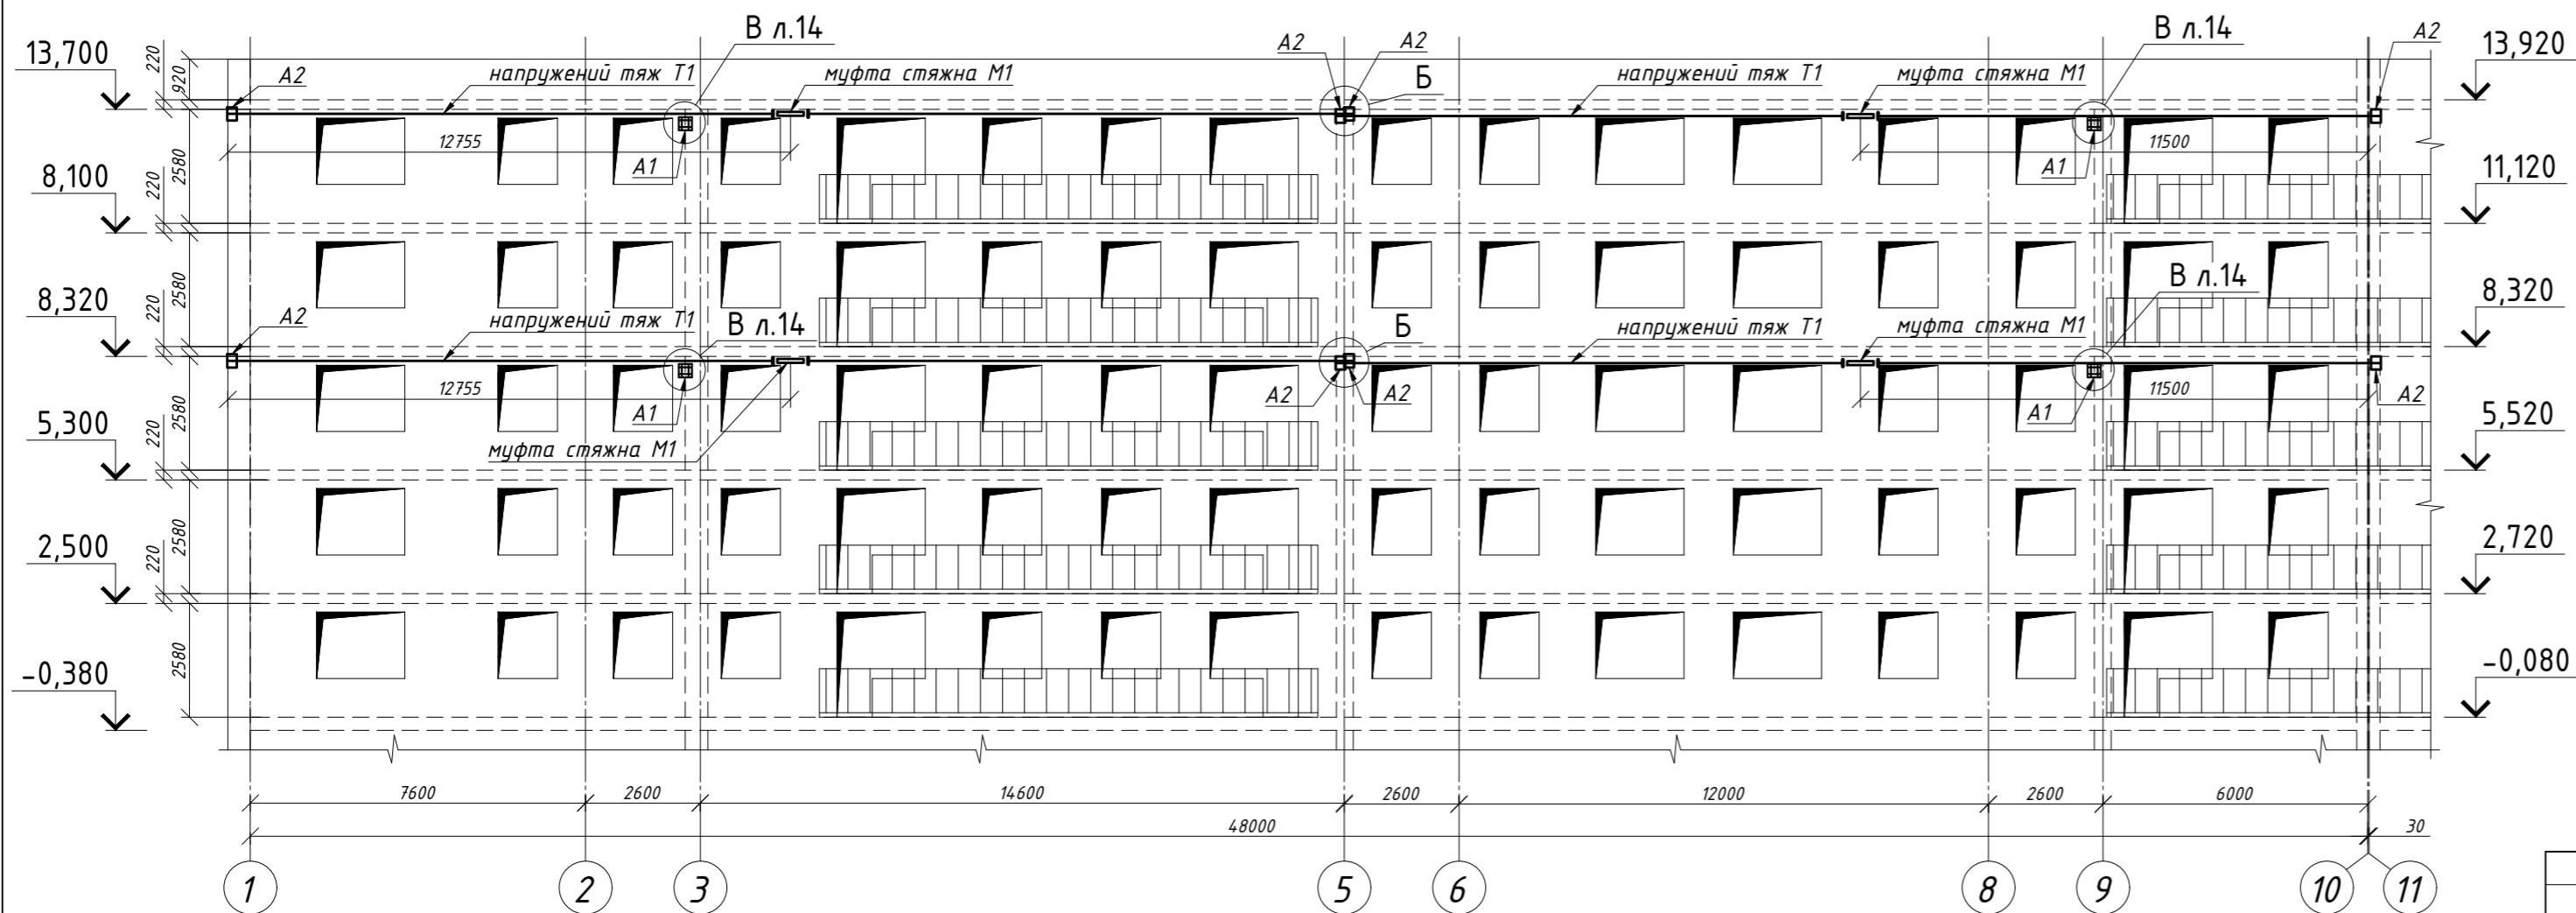 В л.14
В л.14
13,700
220
920
А2
напружений тяж Т1
муфта стяжна М1
А2
А2
Б
напружений тяж Т1
муфта стяжна М1
А2
13,920
12755
А1
11500
А1
2580
8,100
220
11,120
2580
8,320
220
А2
напружений тяж Т1
В л.14
Б
напружений тяж Т1
муфта стяжна М1
В л.14
8,320
12755
А1
муфта стяжна М1
А2
А2
11500
А1
А2
2580
5,300
220
5,520
2580
2,500
220
2,720
2580
-0,380
-0,080
7600
2600
14600
2600
12000
2600
6000
48000
30
1
2
3
5
6
8
9
10
11